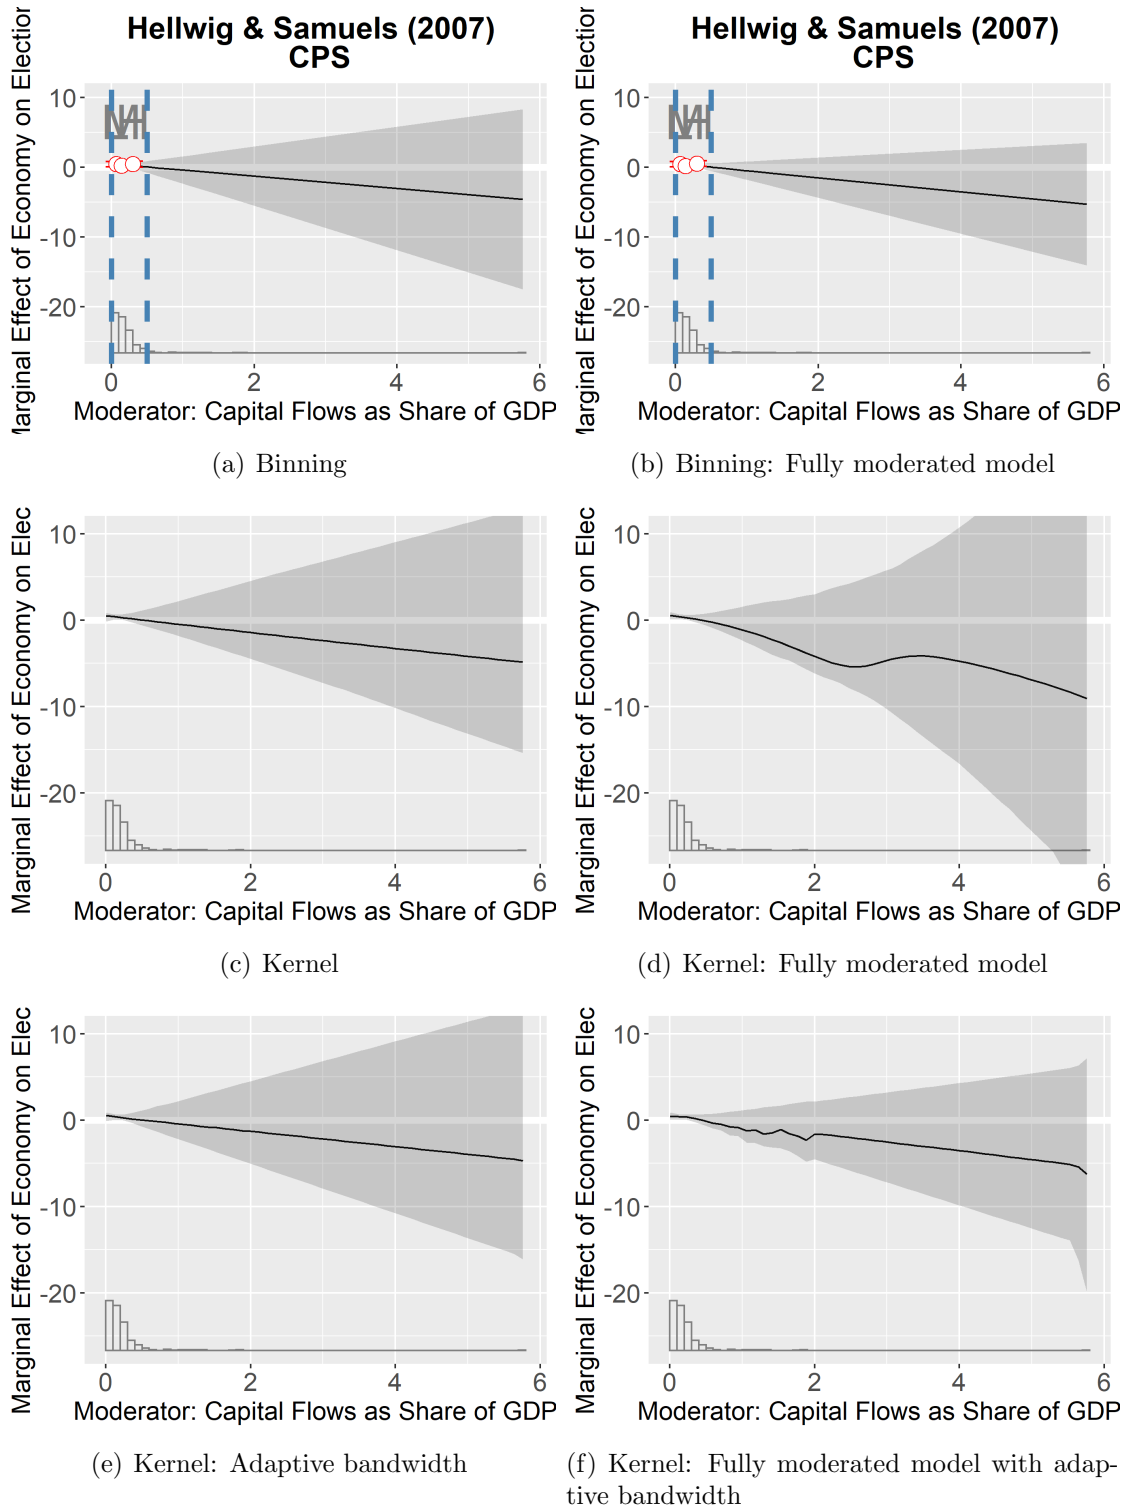 Hellwig & Samuels (2007)
CPS
Marginal Effect of Economy on Election
10
0
-10
-20
0 2 4 6
Moderator: Capital Flows as Share of GDP
(a) Binning
Hellwig & Samuels (2007)
CPS
Marginal Effect of Economy on Election
10
0
-10
-20
0 2 4 6
Moderator: Capital Flows as Share of GDP
(b) Binning: Fully moderated model
Marginal Effect of Economy on Elec
10
0
-10
-20
0 2 4 6
Moderator: Capital Flows as Share of GDP
(c) Kernel
Marginal Effect of Economy on Elec
10
0
-10
-20
0 2 4 6
Moderator: Capital Flows as Share of GDP
(d) Kernel: Fully moderated model
Marginal Effect of Economy on Elec
10
0
-10
-20
0 2 4 6
Moderator: Capital Flows as Share of GDP
(e) Kernel: Adaptive bandwidth
Marginal Effect of Economy on Elec
10
0
-10
-20
0 2 4 6
Moderator: Capital Flows as Share of GDP
(f) Kernel: Fully moderated model with adap-
tive bandwidth